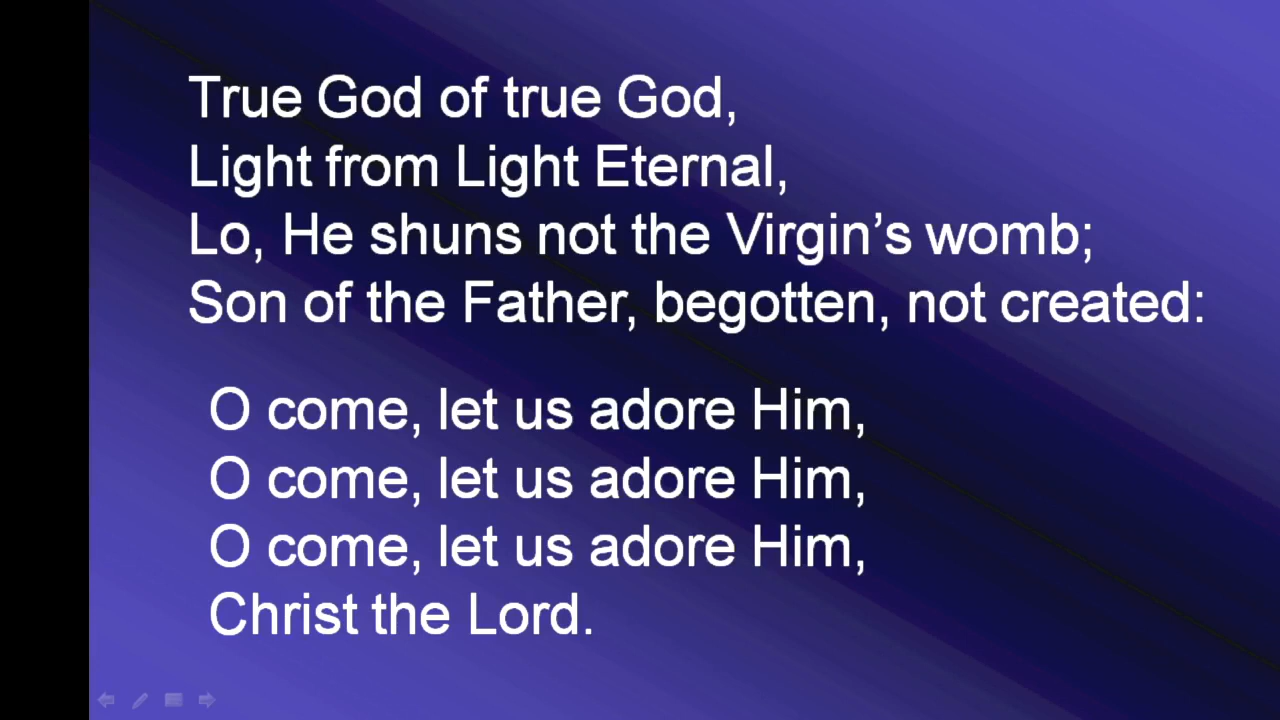 True God of true God,
Light from Light Eternal,
Lo, He shuns not the Virgin’s womb;
Son of the Father, begotten, not created:
O come, let us adore Him,
O come, let us adore Him,
O come, let us adore Him,
Christ the Lord.